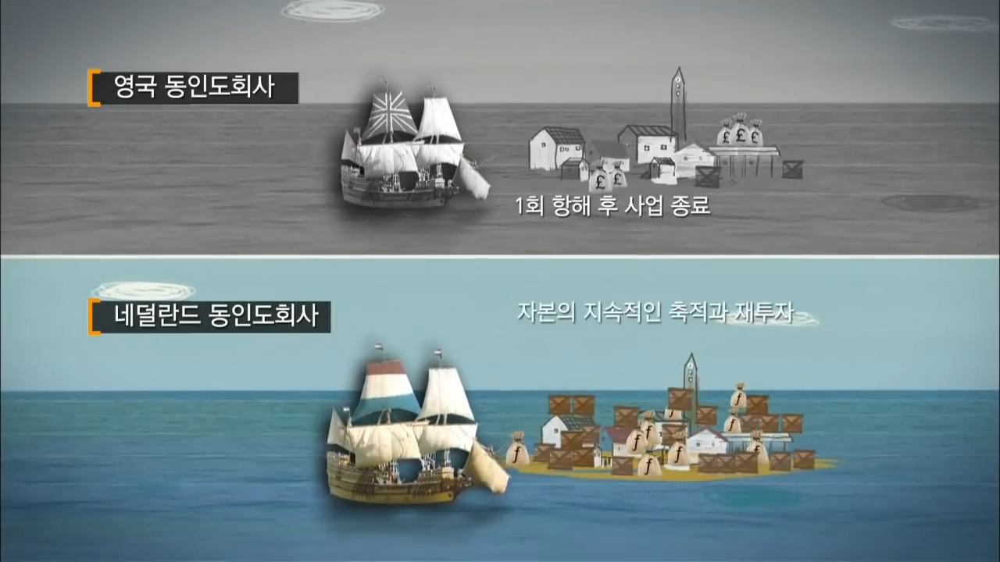 영국 동인도회사
£ £ £
£ £
1회 항해 후 사업 종료
네덜란드 동인도회사
자본의 지속적인 축적과 재투자
ƒ
ƒ
ƒ
ƒ
ƒ
ƒ
ƒ
ƒ
ƒ